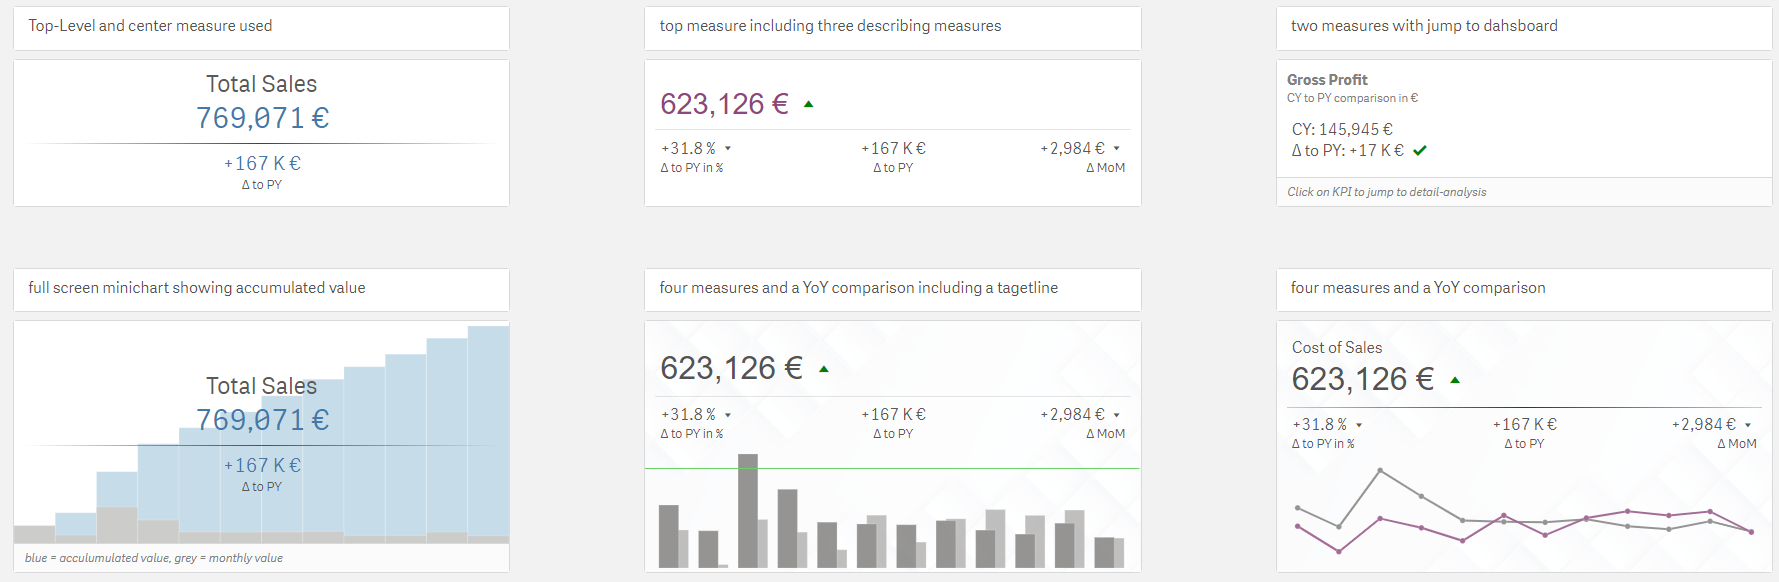 Top-Level and center measure used
Total Sales
769,071 €
+167 K €
Δ to PY
top measure including three describing measures
623,126 €
+31.8 % +167 K € +2,984 €
Δ to PY in % Δ to PY Δ MoM
two measures with jump to dahsboard
Gross Profit
CY to PY comparison in €
CY: 145,945 €
Δ to PY: +17 K €
Click on KPI to jump to detail-analysis
full screen minichart showing accumulated value
Total Sales
769,071 €
+167 K €
Δ to PY
blue = acculumulated value, grey = monthly value
four measures and a YoY comparison including a tagetline
623,126 €
+31.8 % +167 K € +2,984 €
Δ to PY in % Δ to PY Δ MoM
four measures and a YoY comparison
Cost of Sales
623,126 €
+31.8 % +167 K € +2,984 €
Δ to PY in % Δ to PY Δ MoM